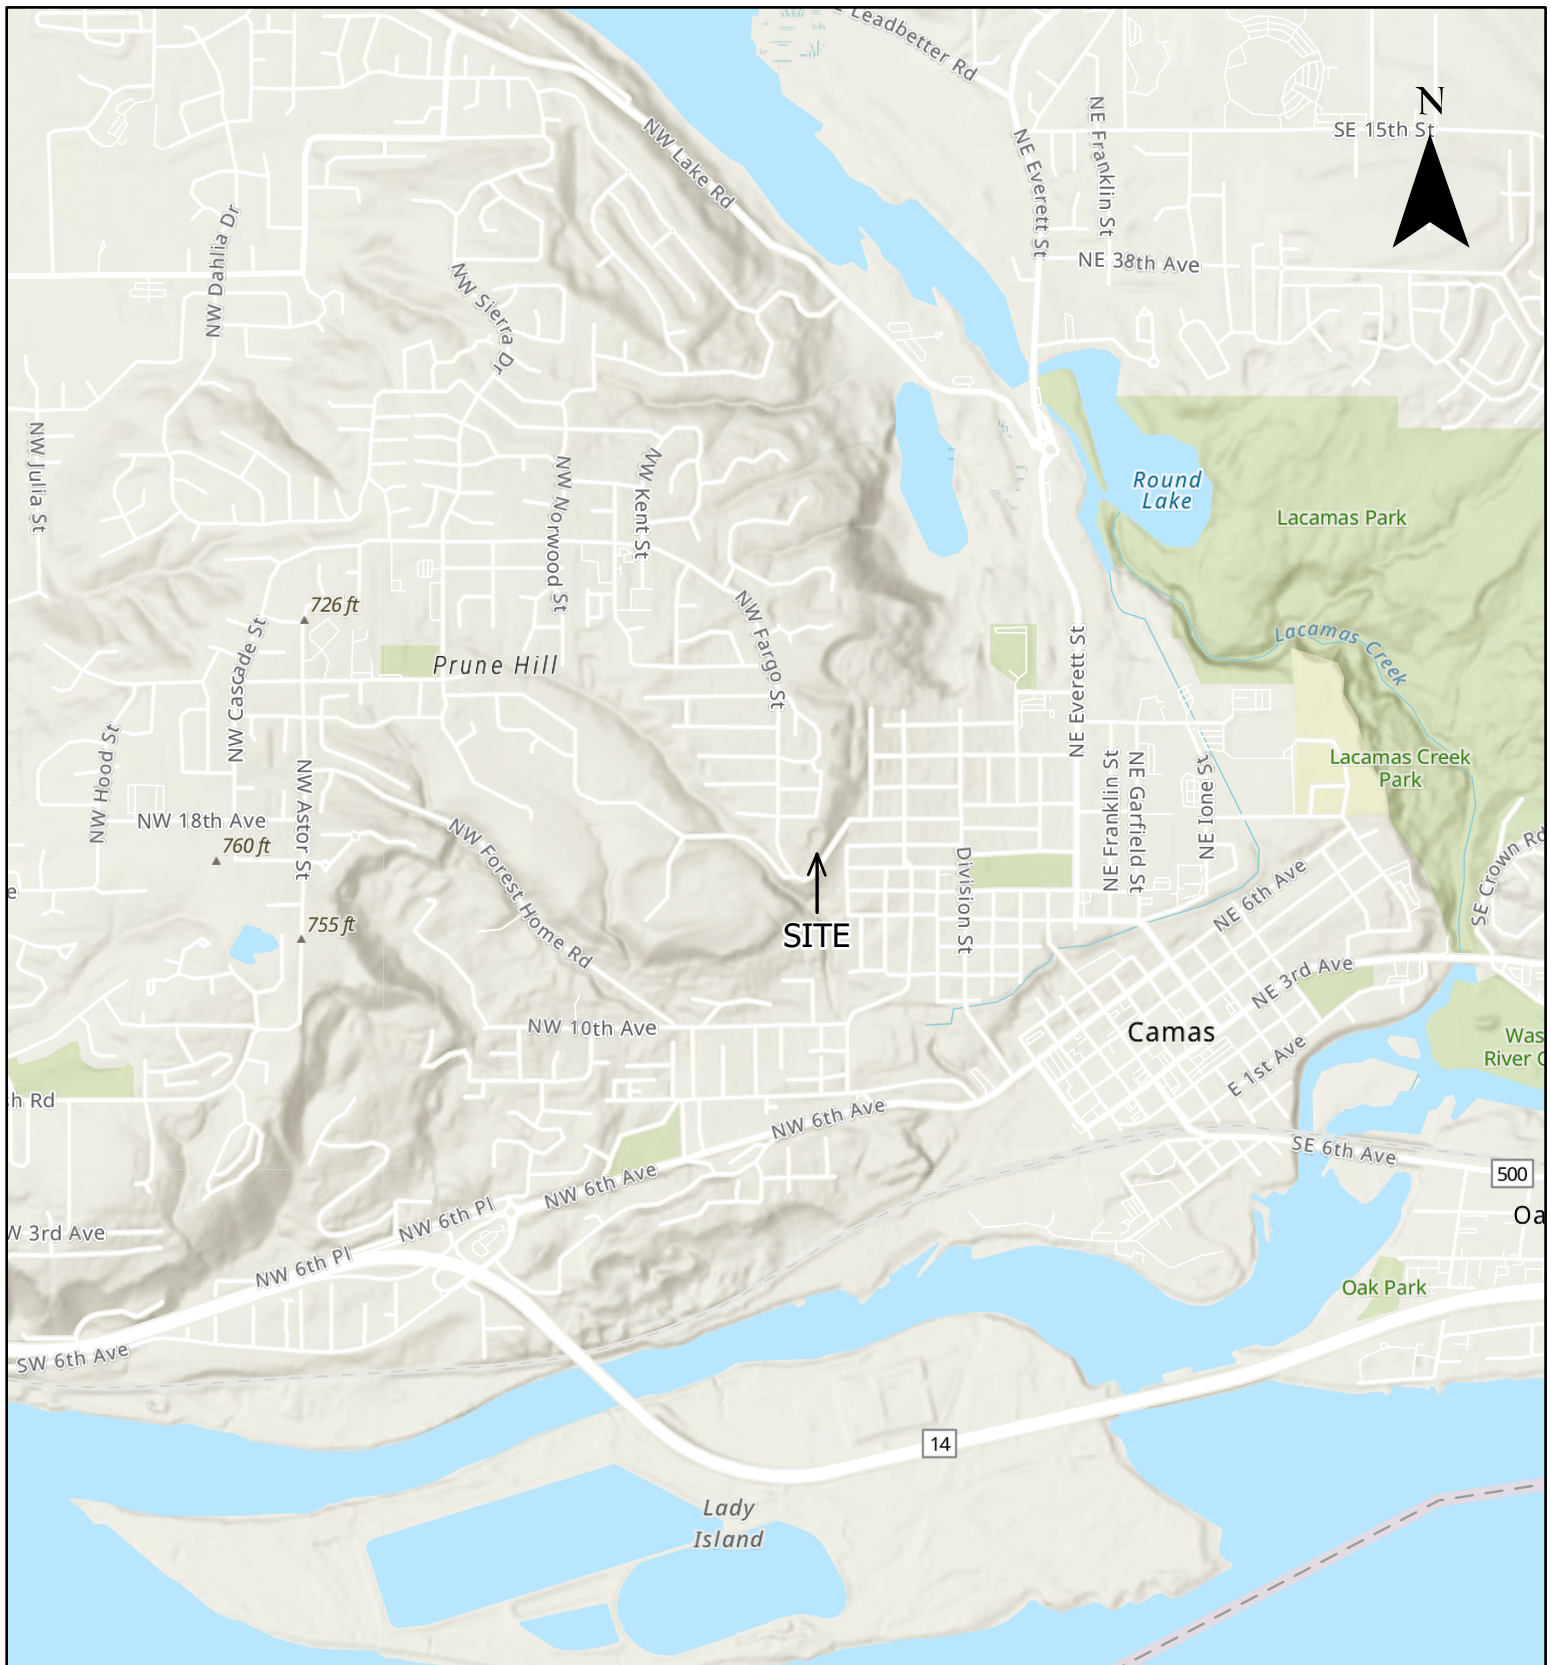 Leadbetter Rd
N
SE 15th St
NW Lake Rd
NE Franklin St
NE Everett St
NW Dahlia Dr
NE 38th Ave
NW Sierra Dr
NW Julia St
NW Norwood St
NW Kent St
Round
Lake
Lacamas Park
726 ft
NW Fargo St
Lacamas Creek
NW Cascade St
Prune Hill
NE Everett St
NW Hood St
Lacamas Creek
Park
NW Astor St
NE Franklin St
NE Garfield St
NE Ione St
NW 18th Ave
760 ft
NW Forest Home Rd
Division St
NE 6th Ave
SE Crown Rd
e
755 ft
SITE
NE 3rd Ave
NW 10th Ave
Camas
Was
River
E 1st Ave
h Rd
NW 6th Ave
SE 6th Ave
500
NW 6th Ave
Oa
NW 6th Pl
W 3rd Ave
NW 6th Pl
Oak Park
SW 6th Ave
14
Lady
Island